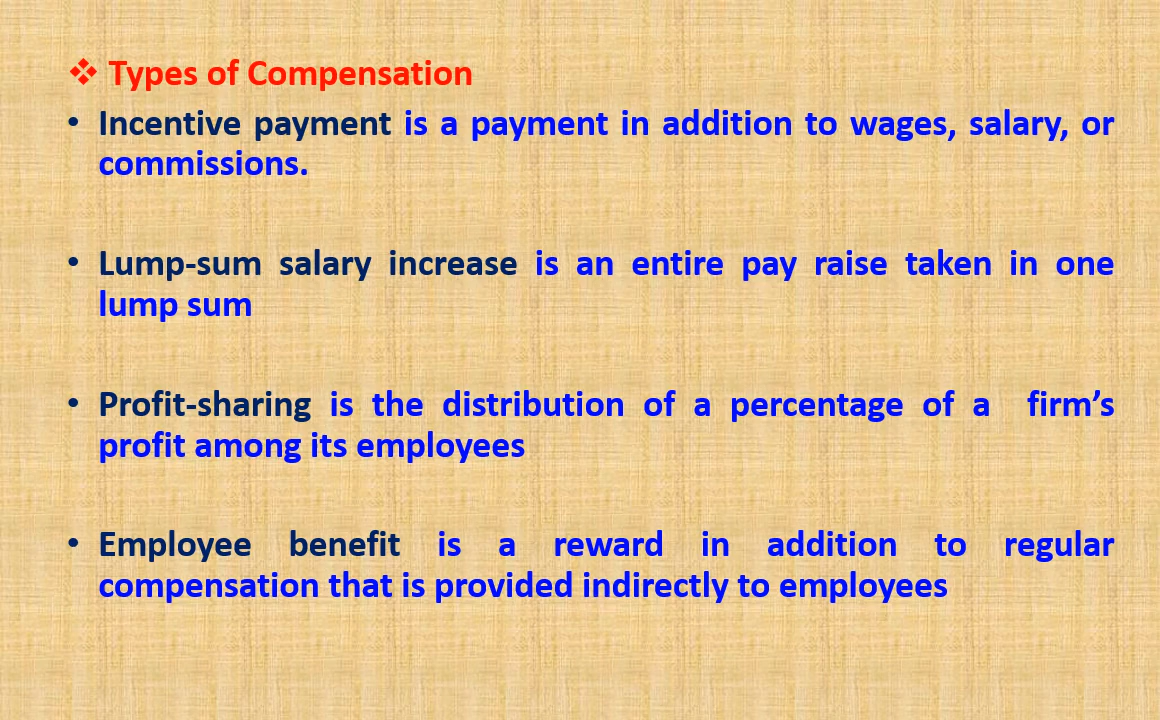 ❖ Types of Compensation
• Incentive payment is a payment in addition to wages, salary, or
commissions.
• Lump-sum salary increase is an entire pay raise taken in one
lump sum
• Profit-sharing is the distribution of a percentage of a  firm’s
profit among its employees
• Employee benefit is a reward in addition to regular
compensation that is provided indirectly to employees